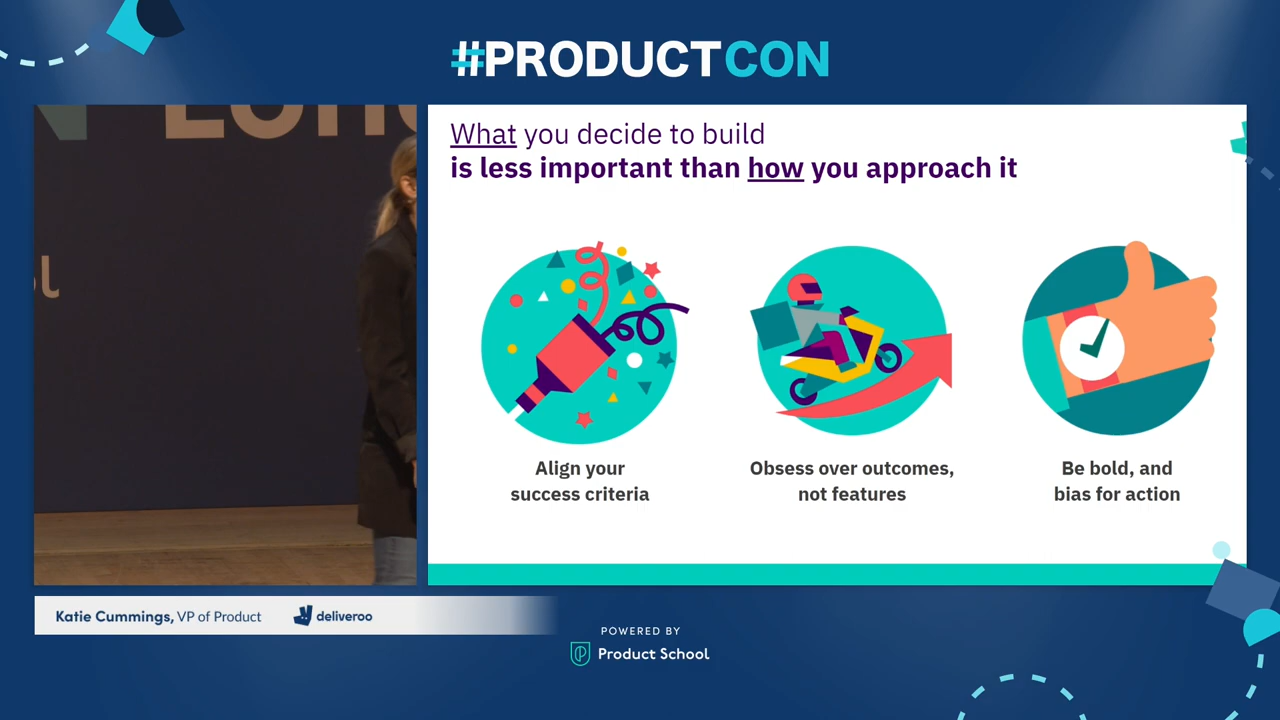 #PRODUCTCON
What you decide to build
is less important than how you approach it
Align your
success criteria
Obsess over outcomes,
not features
Be bold, and
bias for action
Katie Cummings, VP of Product
deliveroo
POWERED BY
Product School